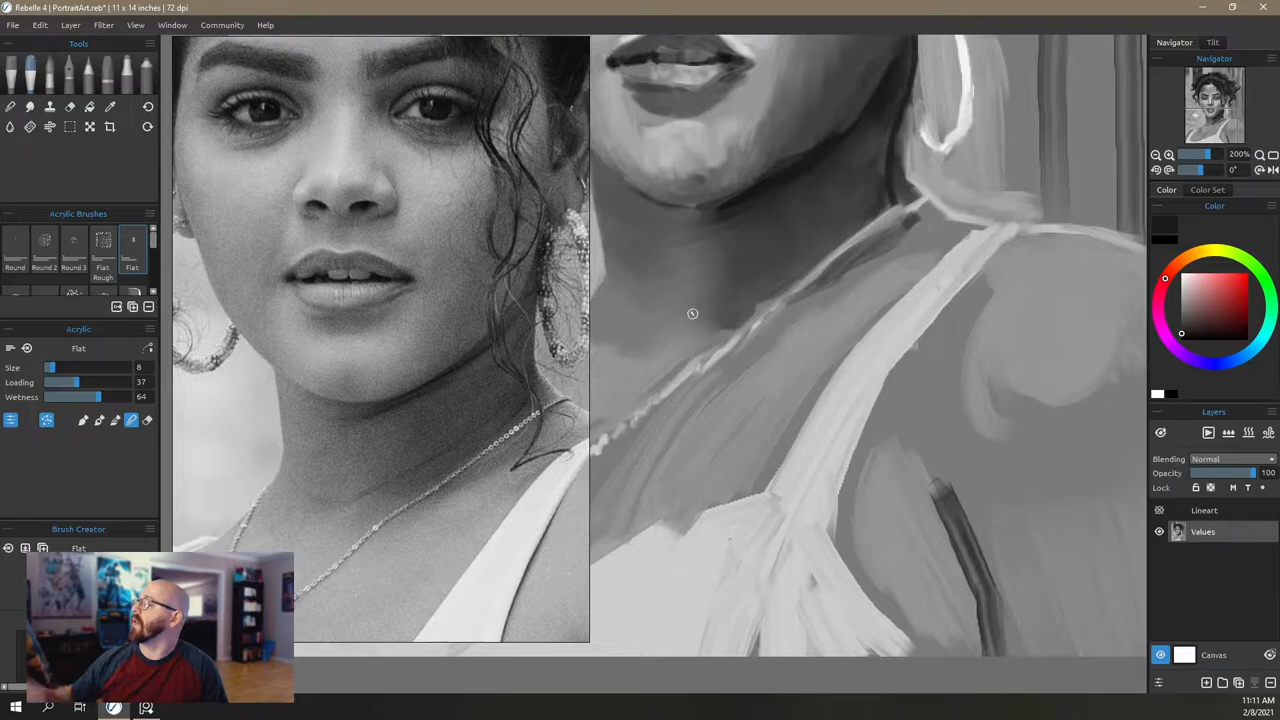 Rebelle 4 | PortraitArt.reb* | 11 x 14 inches | 72 dpi
File Edit Layer Filter View Window Community Help
Tools
Acrylic Brushes
Round
Round 2
Round 3
Flat Rough
Flat
Acrylic
Flat
Size 8
Loading 37
Wetness 64
Brush Creator
Flat
Navigator Tilt
Navigator
200%
0°
Color Color Set
Color
Layers
Blending Normal
Opacity 100
Lock M T
Lineart
Values
Canvas
11:11 AM
2/8/2021